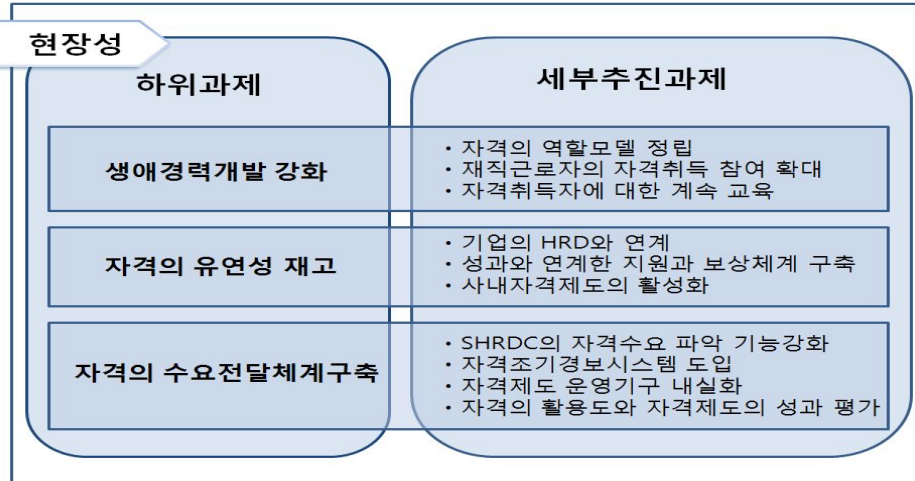 현장성
하위과제
세부추진과제
생애경력개발 강화
• 자격의 역할모델 정립
• 재직근로자의 자격취득 참여 확대
• 자격취득자에 대한 계속 교육
자격의 유연성 재고
• 기업의 HRD와 연계
• 성과와 연계한 지원과 보상체계 구축
• 사내자격제도의 활성화
자격의 수요전달체계구축
• SHRDC의 자격수요 파악 기능강화
• 자격조기경보시스템 도입
• 자격제도 운영기구 내실화
• 자격의 활용도와 자격제도의 성과 평가